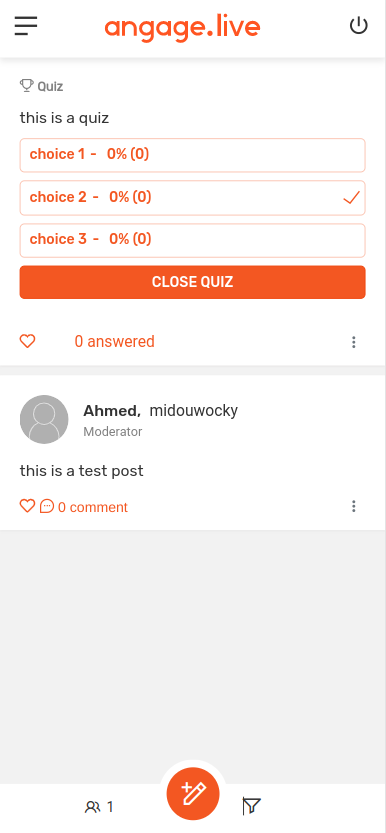 angage.live
Quiz
this is a quiz
choice 1 - 0% (0)
choice 2 - 0% (0)
choice 3 - 0% (0)
CLOSE QUIZ
0 answered
Ahmed, midouwocky
Moderator
this is a test post
0 comment
1